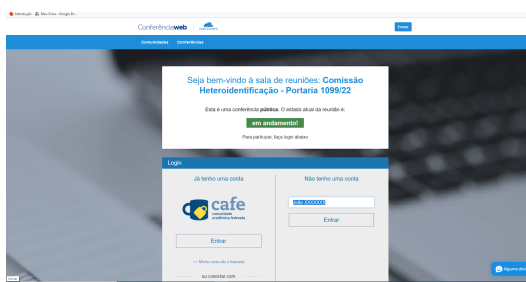 Introdução
Meu Drive - Google Dr...
Conferênciaweb
Entrar
Comunidades
Conferências
Seja bem-vindo à sala de reuniões: Comissão
Heteroidentificação - Portaria 1099/22
Esta é uma conferência pública. O estado atual da reunião é:
em andamento!
Para participar, faça login abaixo
Login
Já tenho uma conta
Não tenho uma conta
cafe
comunidade
acadêmica federada
Entrar
Entrar
>> Minha conta não é federada
ou conectar com
Alguma dúv